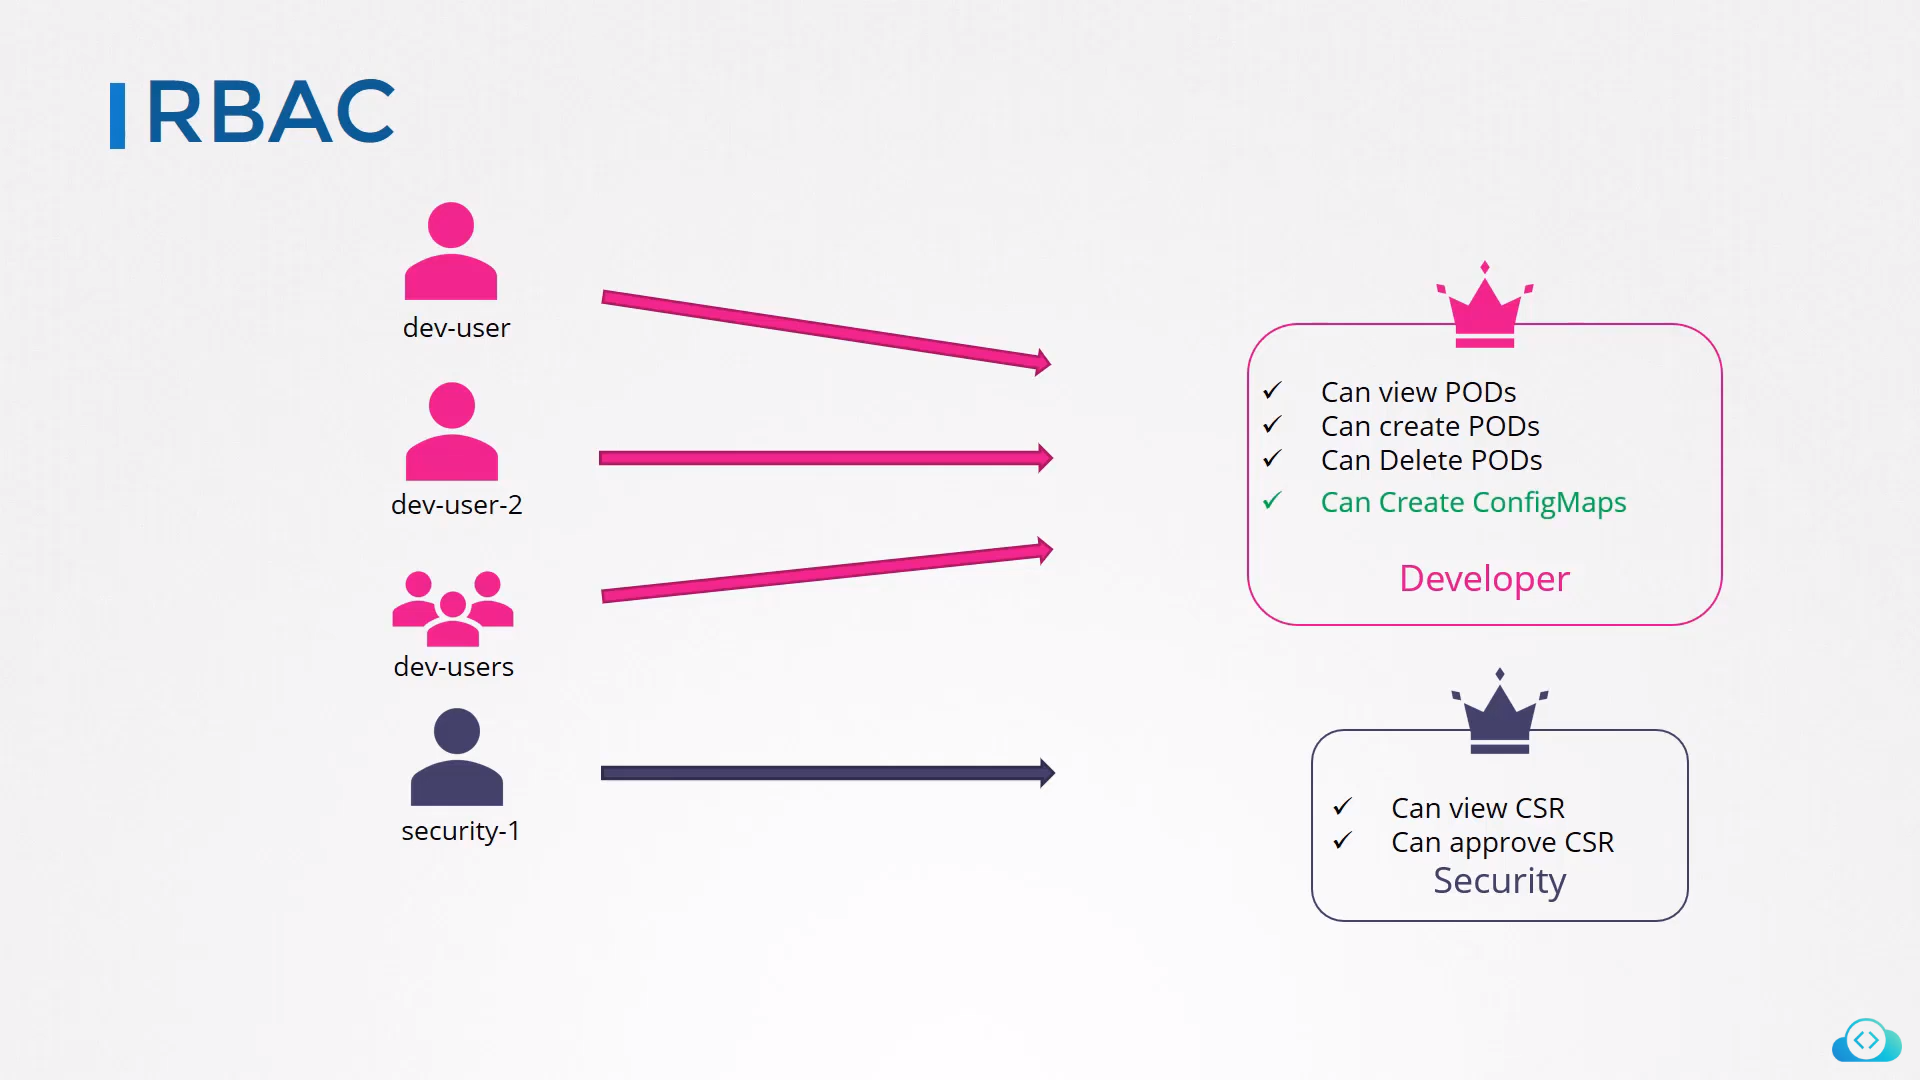 RBAC
dev-user
dev-user-2
dev-users
security-1
✓ Can view PODs
✓ Can create PODs
✓ Can Delete PODs
✓ Can Create ConfigMaps
Developer
✓ Can view CSR
✓ Can approve CSR
Security